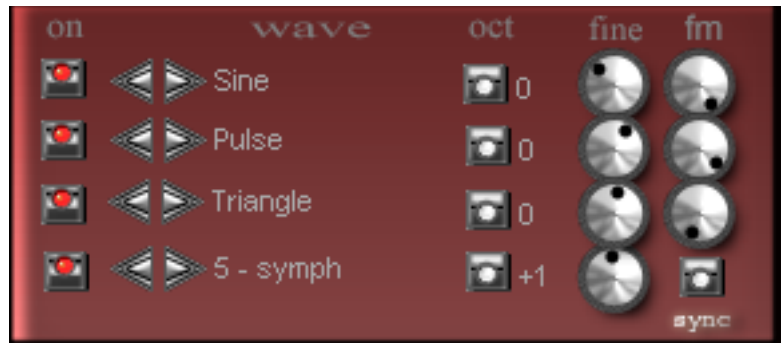 on wave oct fine fm
Sine 0
Pulse 0
Triangle 0
5 - symph +1
sync